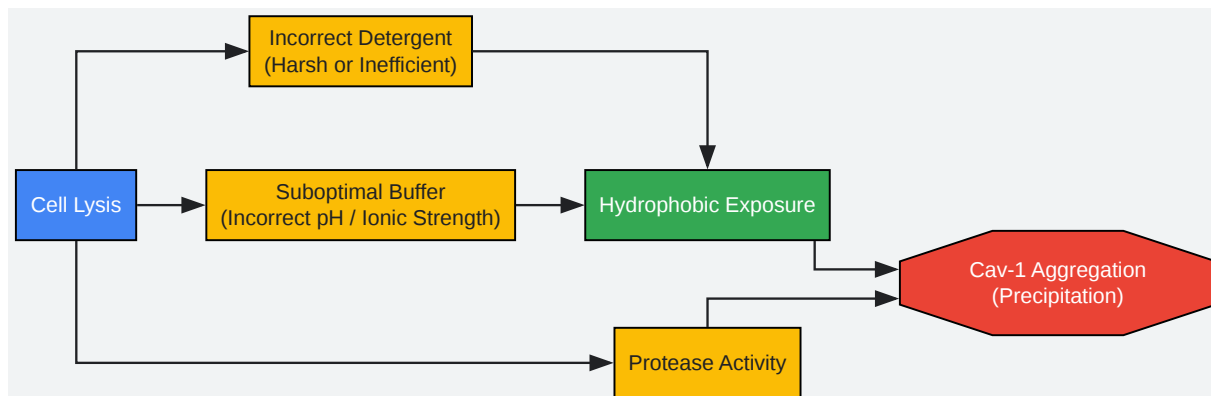 Incorrect Detergent
(Harsh or Inefficient)
Cell Lysis
Suboptimal Buffer
(Incorrect pH / Ionic Strength)
Hydrophobic Exposure
Cav-1 Aggregation
(Precipitation)
Protease Activity